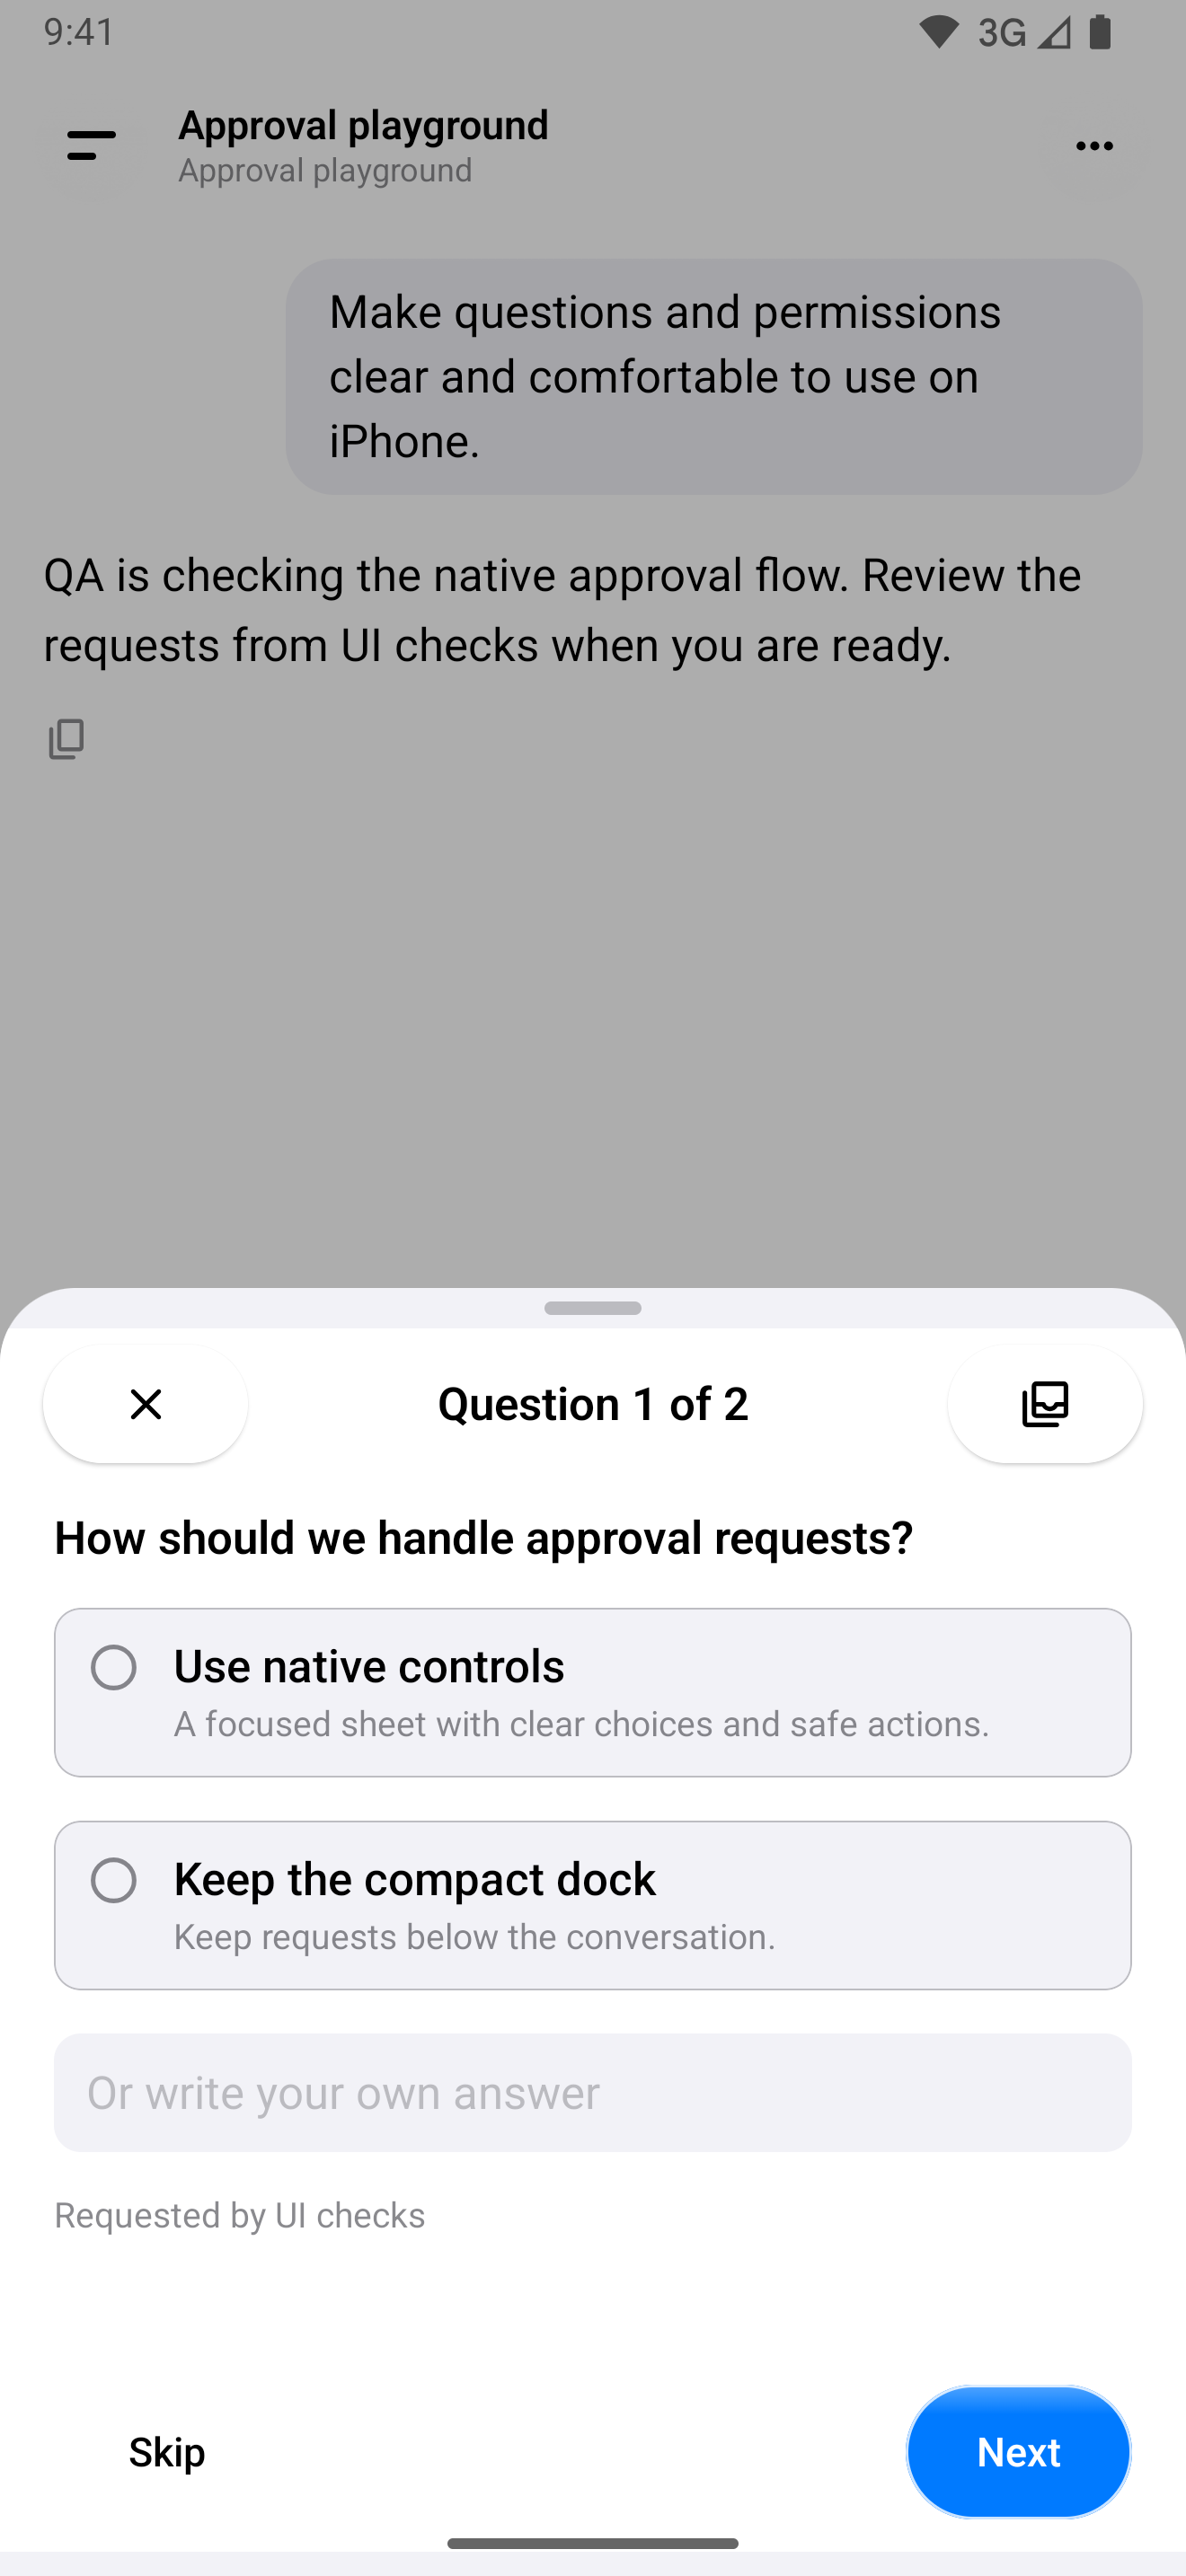 9:41
3G
Approval playground
Approval playground
Make questions and permissions
clear and comfortable to use on
iPhone.
QA is checking the native approval flow. Review the
requests from UI checks when you are ready.
Question 1 of 2
How should we handle approval requests?
Use native controls
A focused sheet with clear choices and safe actions.
Keep the compact dock
Keep requests below the conversation.
Or write your own answer
Requested by UI checks
Skip
Next